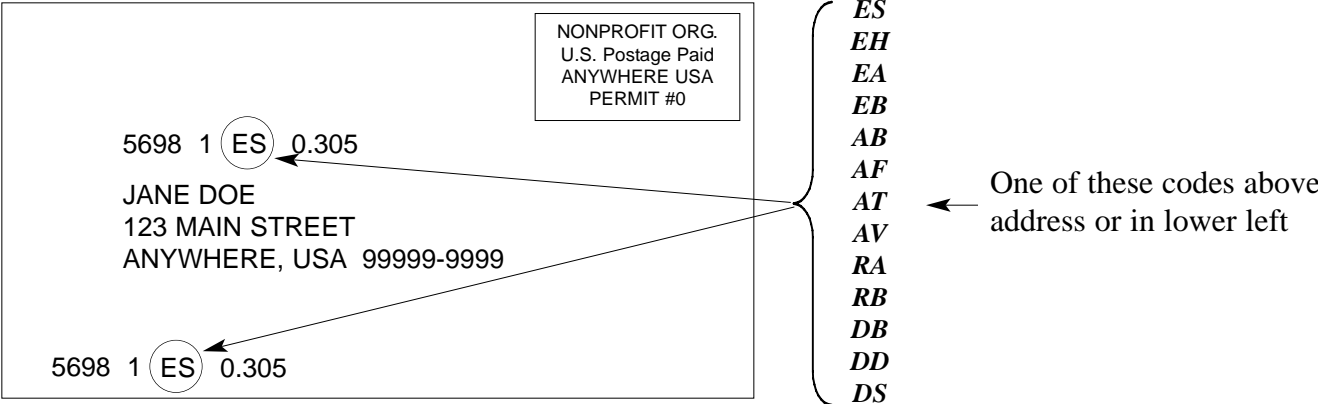 NONPROFIT ORG.
U.S. Postage Paid
ANYWHERE USA
PERMIT #0
5698 1 ES 0.305
JANE DOE
123 MAIN STREET
ANYWHERE, USA 99999-9999
5698 1 ES 0.305
ES
EH
EA
EB
AB
AF
AT
AV
RA
RB
DB
DD
DS
One of these codes above
address or in lower left